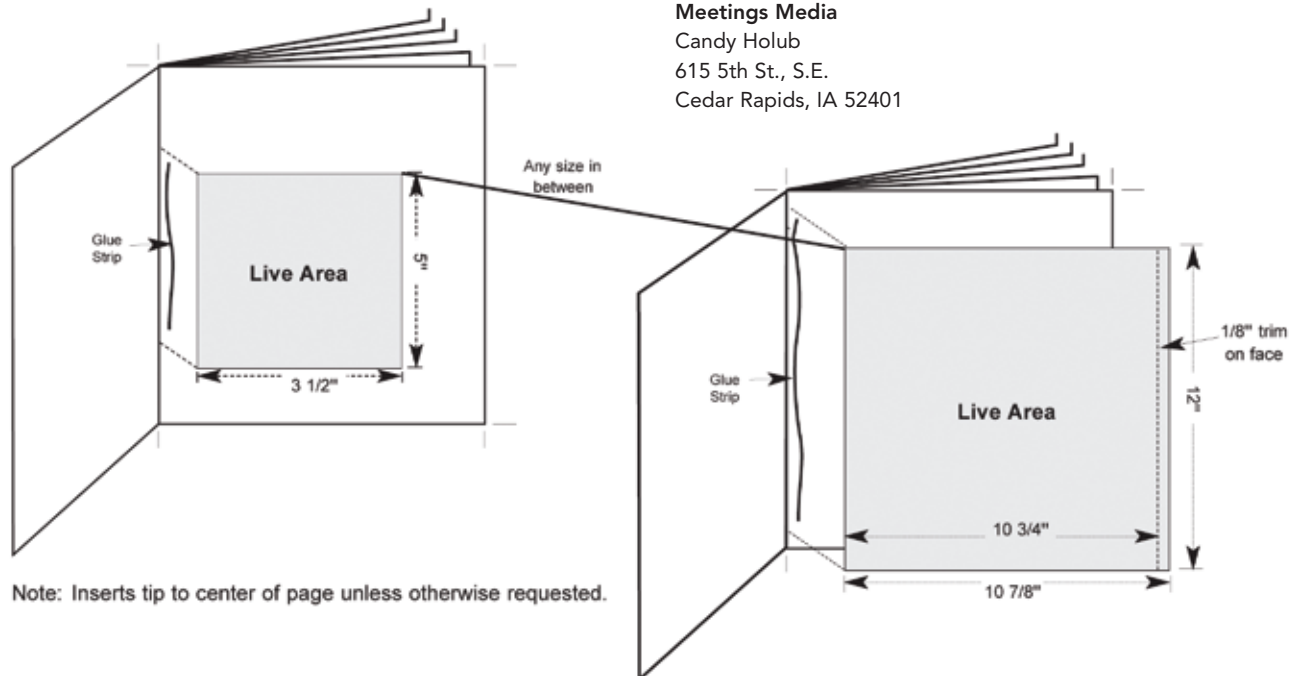 Meetings Media
Candy Holub
615 5th St., S.E.
Cedar Rapids, IA 52401
Any size in
between
Glue
Strip
Live Area
5"
3 1/2"
Note: Inserts tip to center of page unless otherwise requested.
Glue
Strip
Live Area
1/8" trim
on face
12"
10 3/4"
10 7/8"